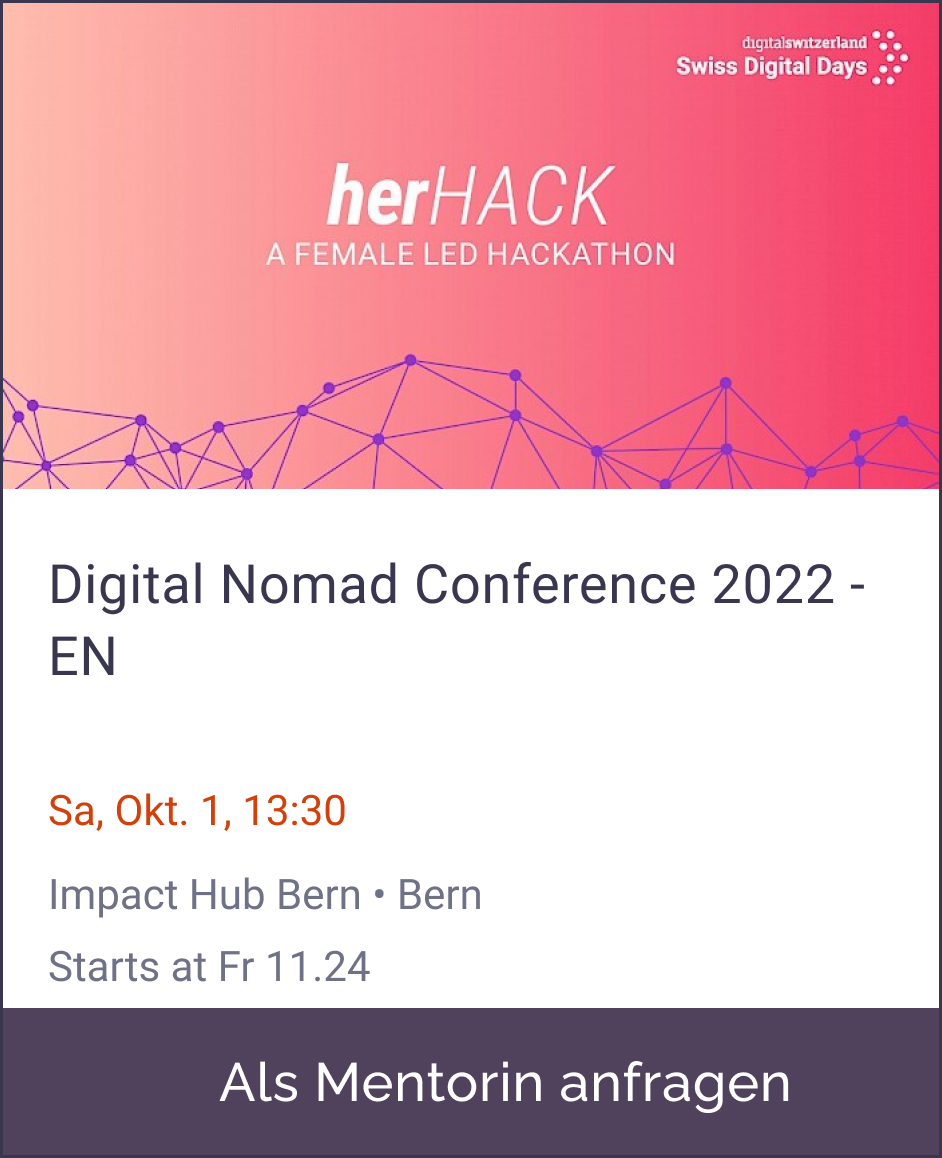 digitalswitzerland
Swiss Digital Days
herHACK
A FEMALE LED HACKATHON
Digital Nomad Conference 2022 -
EN
Sa, Okt. 1, 13:30
Impact Hub Bern • Bern
Starts at Fr 11.24
Als Mentorin anfragen